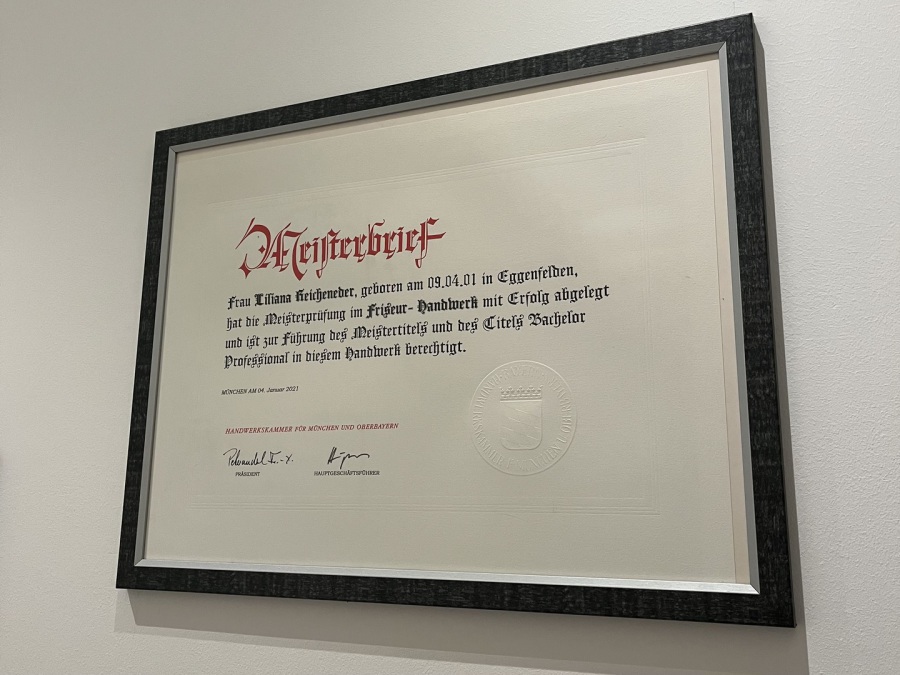 Meisterbrief
Frau Liliana Reicheneder, geboren am 09.04.01 in Eggenfelden,
hat die Meisterprüfung im Friseur-Handwerk mit Erfolg abgelegt
und ist zur Führung des Meistertitels und des Titels Bachelor
Professional in diesem Handwerk berechtigt.
MÜNCHEN AM 04. Januar 2021
HANDWERKSKAMMER FÜR MÜNCHEN UND OBERBAYERN
PRÄSIDENT
HAUPTGESCHÄFTSFÜHRER